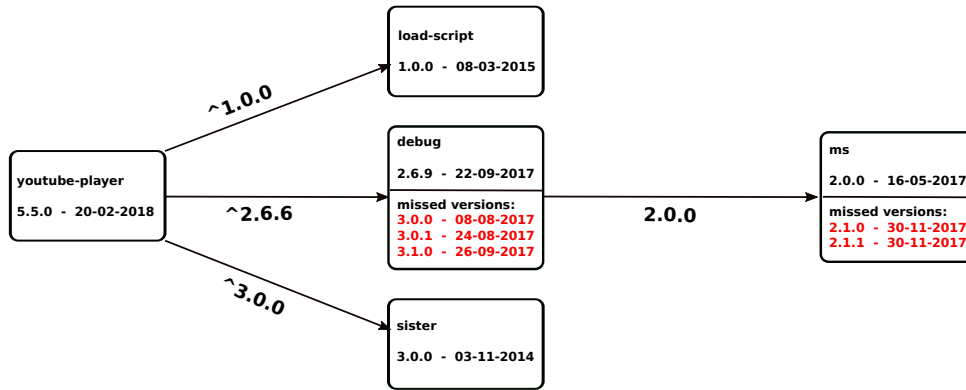 load-script
1.0.0 - 08-03-2015
^1.0.0
debug
2.6.9 - 22-09-2017
missed versions:
3.0.0 - 08-08-2017
3.0.1 - 24-08-2017
3.1.0 - 26-09-2017
ms
2.0.0 - 16-05-2017
missed versions:
2.1.0 - 30-11-2017
2.1.1 - 30-11-2017
youtube-player
5.5.0 - 20-02-2018
^2.6.6
2.0.0
^3.0.0
sister
3.0.0 - 03-11-2014